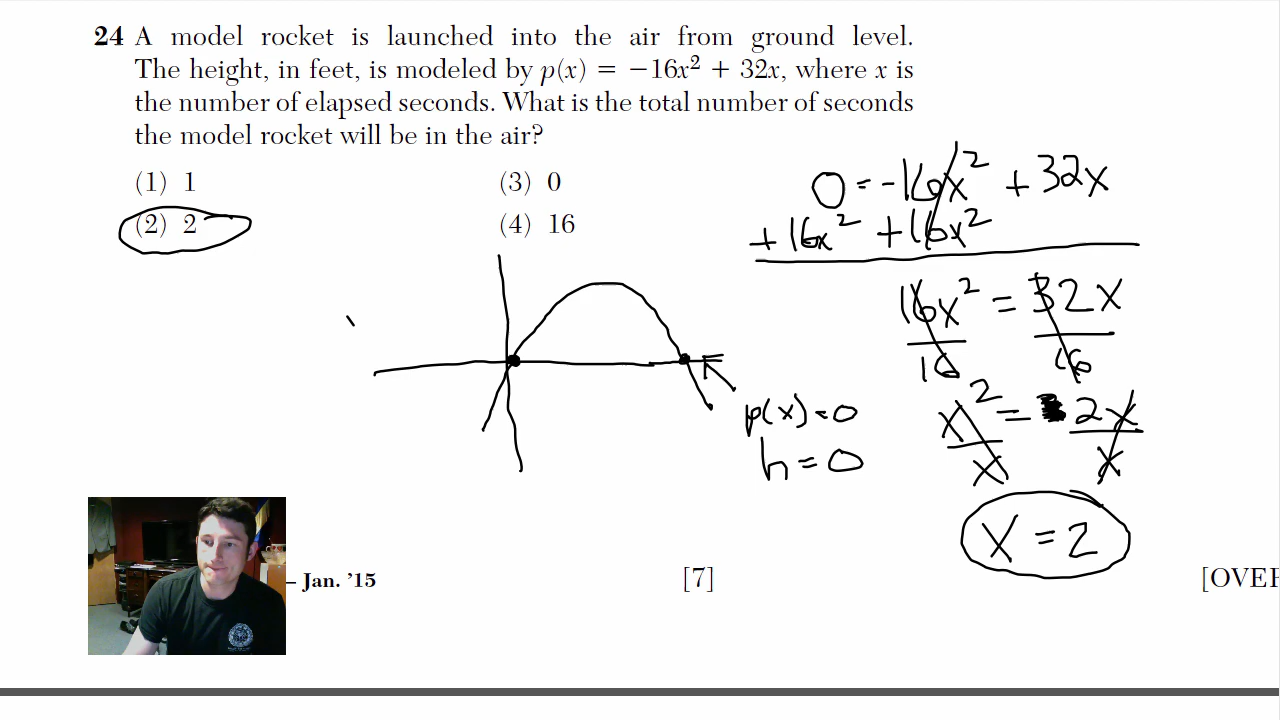 24 A model rocket is launched into the air from ground level.
The height, in feet, is modeled by p(x) = −16x² + 32x, where x is
the number of elapsed seconds. What is the total number of seconds
the model rocket will be in the air?
(1) 1
(3) 0
(2) 2
(4) 16
0 = -16x² + 32x
+ 16x² + 16x²
16x² = 32x
16 16
x² = 2x
x x
x = 2
p(x) = 0
h = 0
– Jan. ’15
[7]
[OVER